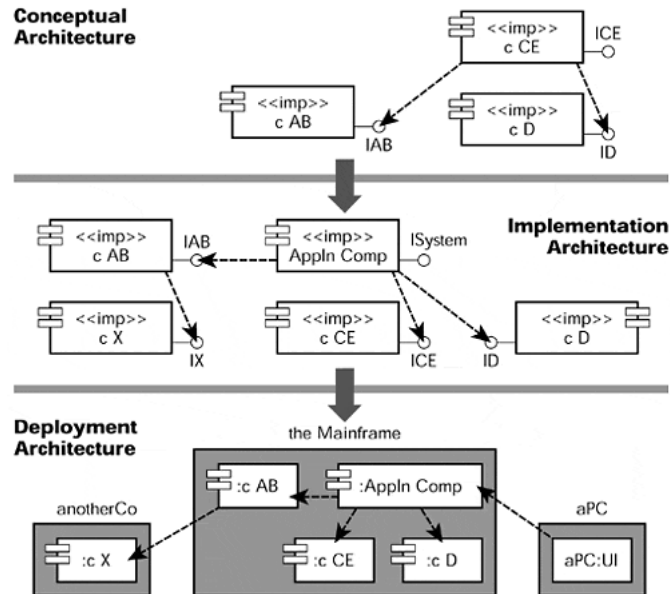 Conceptual
Architecture
<<imp>>
c CE
ICE
<<imp>>
c AB
IAB
<<imp>>
c D
ID
Implementation
Architecture
<<imp>>
c AB
IAB
<<imp>>
Appln Comp
ISystem
<<imp>>
c X
IX
<<imp>>
c CE
ICE
ID
<<imp>>
c D
Deployment
Architecture
the Mainframe
:c AB
:Appln Comp
anotherCo
aPC
:c X
:c CE
:c D
aPC:UI